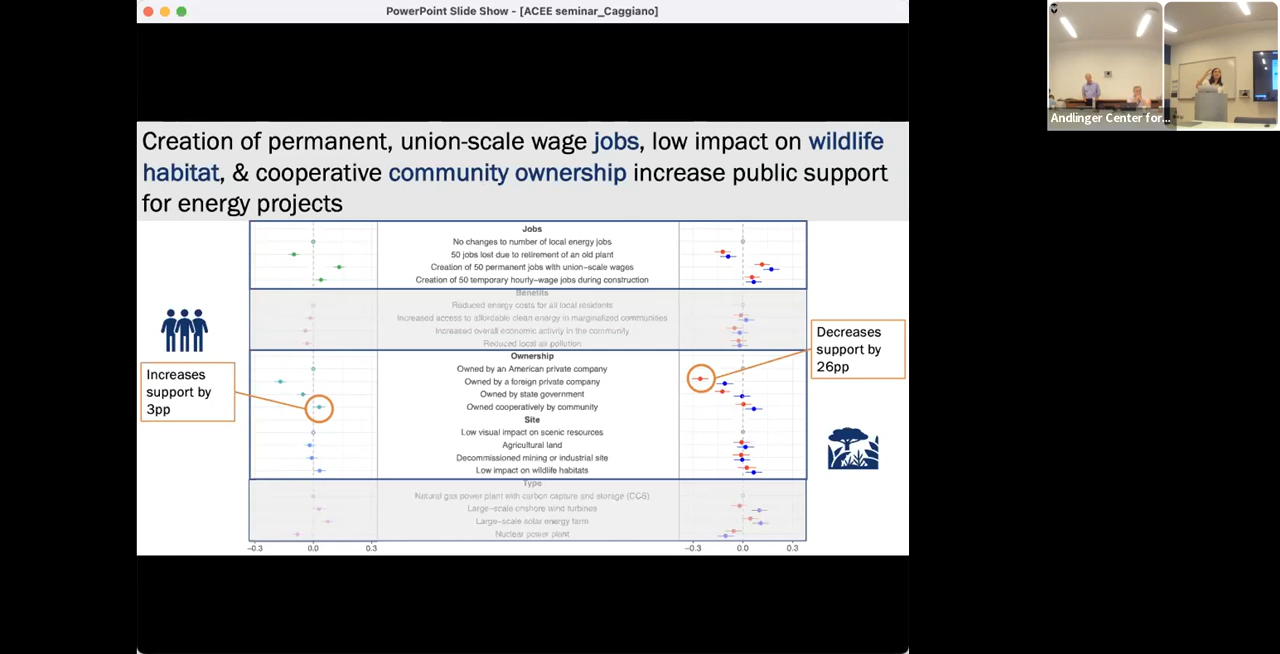 PowerPoint Slide Show - [ACEE seminar_Caggiano]
Andlinger Center for...
Creation of permanent, union-scale wage jobs, low impact on wildlife
habitat, & cooperative community ownership increase public support
for energy projects
Jobs
No changes to number of local energy jobs
50 jobs lost due to retirement of an old plant
Creation of 50 permanent jobs with union-scale wages
Creation of 50 temporary hourly-wage jobs during construction
Benefits
Reduced energy costs for all local residents
Increased access to affordable clean energy in marginalized communities
Increased overall economic activity in the community
Reduced local air pollution
Ownership
Owned by an American private company
Owned by a foreign private company
Owned by state government
Owned cooperatively by community
Site
Low visual impact on scenic resources
Agricultural land
Decommissioned mining or industrial site
Low impact on wildlife habitats
Type
Natural gas power plant with carbon capture and storage (CCS)
Large-scale onshore wind turbines
Large-scale solar energy farm
Nuclear power plant
Increases
support by
3pp
Decreases
support by
26pp
-0.3 0.0 0.3
-0.3 0.0 0.3